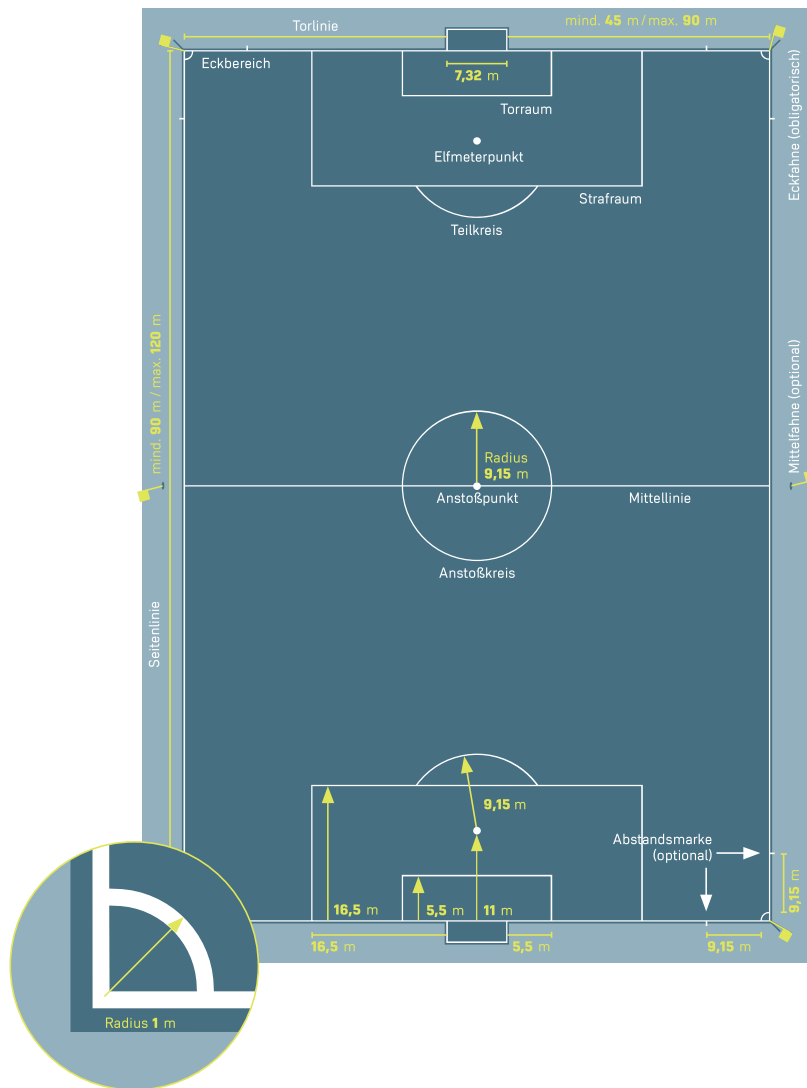 Torlinie
mind. 45 m / max. 90 m
Eckbereich
7,32 m
Torraum
Elfmeterpunkt
Strafraum
Teilkreis
Eckfahne (obligatorisch)
mind. 90 m / max. 120 m
Mittelfahne (optional)
Radius
9,15 m
Anstoßpunkt
Mittellinie
Anstoßkreis
Seitenlinie
9,15 m
Abstandsmarke
(optional)
9,15 m
16,5 m
5,5 m
11 m
16,5 m
5,5 m
9,15 m
Radius 1 m